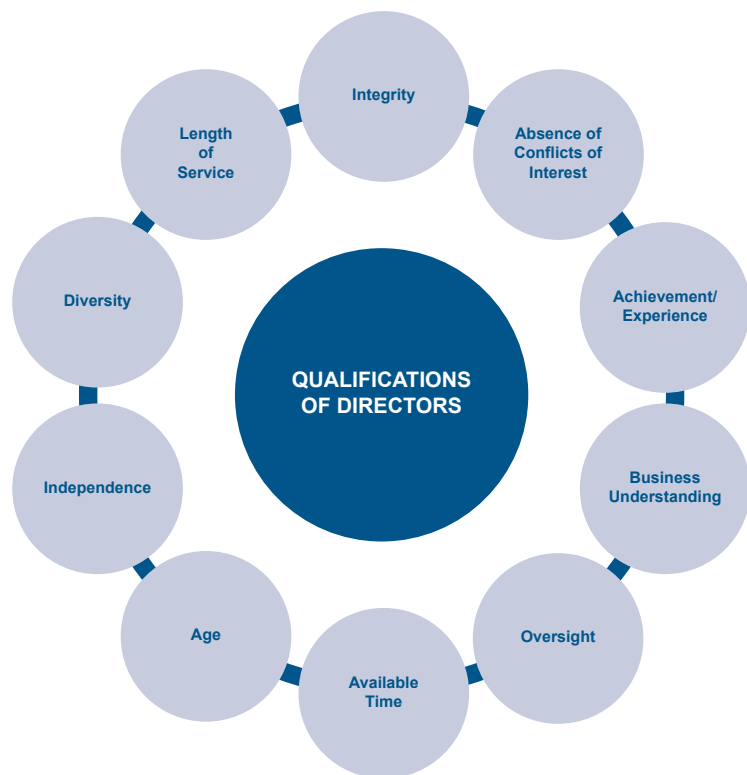 Integrity
Absence of
Conflicts of
Interest
Achievement/
Experience
Business
Understanding
Oversight
Available
Time
Age
Independence
Diversity
Length
of
Service
QUALIFICATIONS
OF DIRECTORS